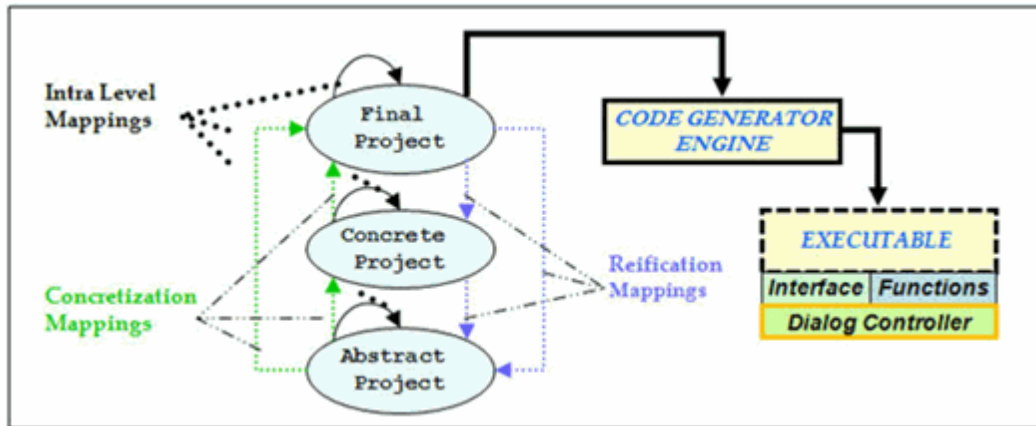 Intra Level
Mappings
Final
Project
CODE GENERATOR
ENGINE
Concrete
Project
EXECUTABLE
Interface
Functions
Dialog Controller
Reification
Mappings
Concretization
Mappings
Abstract
Project